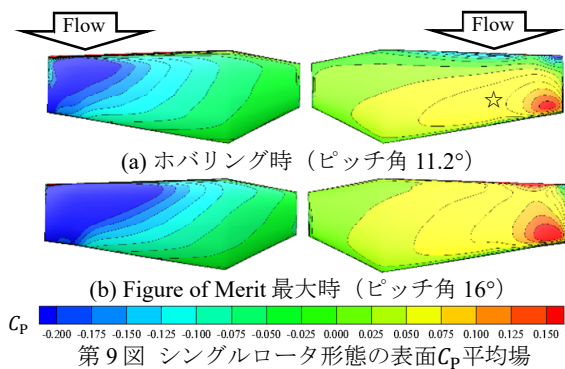 Flow Flow
(a) ホバリング時（ピッチ角 11.2°）
(b) Figure of Merit 最大時（ピッチ角 16°）
C_P
-0.200 -0.175 -0.150 -0.125 -0.100 -0.075 -0.050 -0.025 0.000 0.025 0.050 0.075 0.100 0.125 0.150
第 9 図 シングルロータ形態の表面C_P平均場